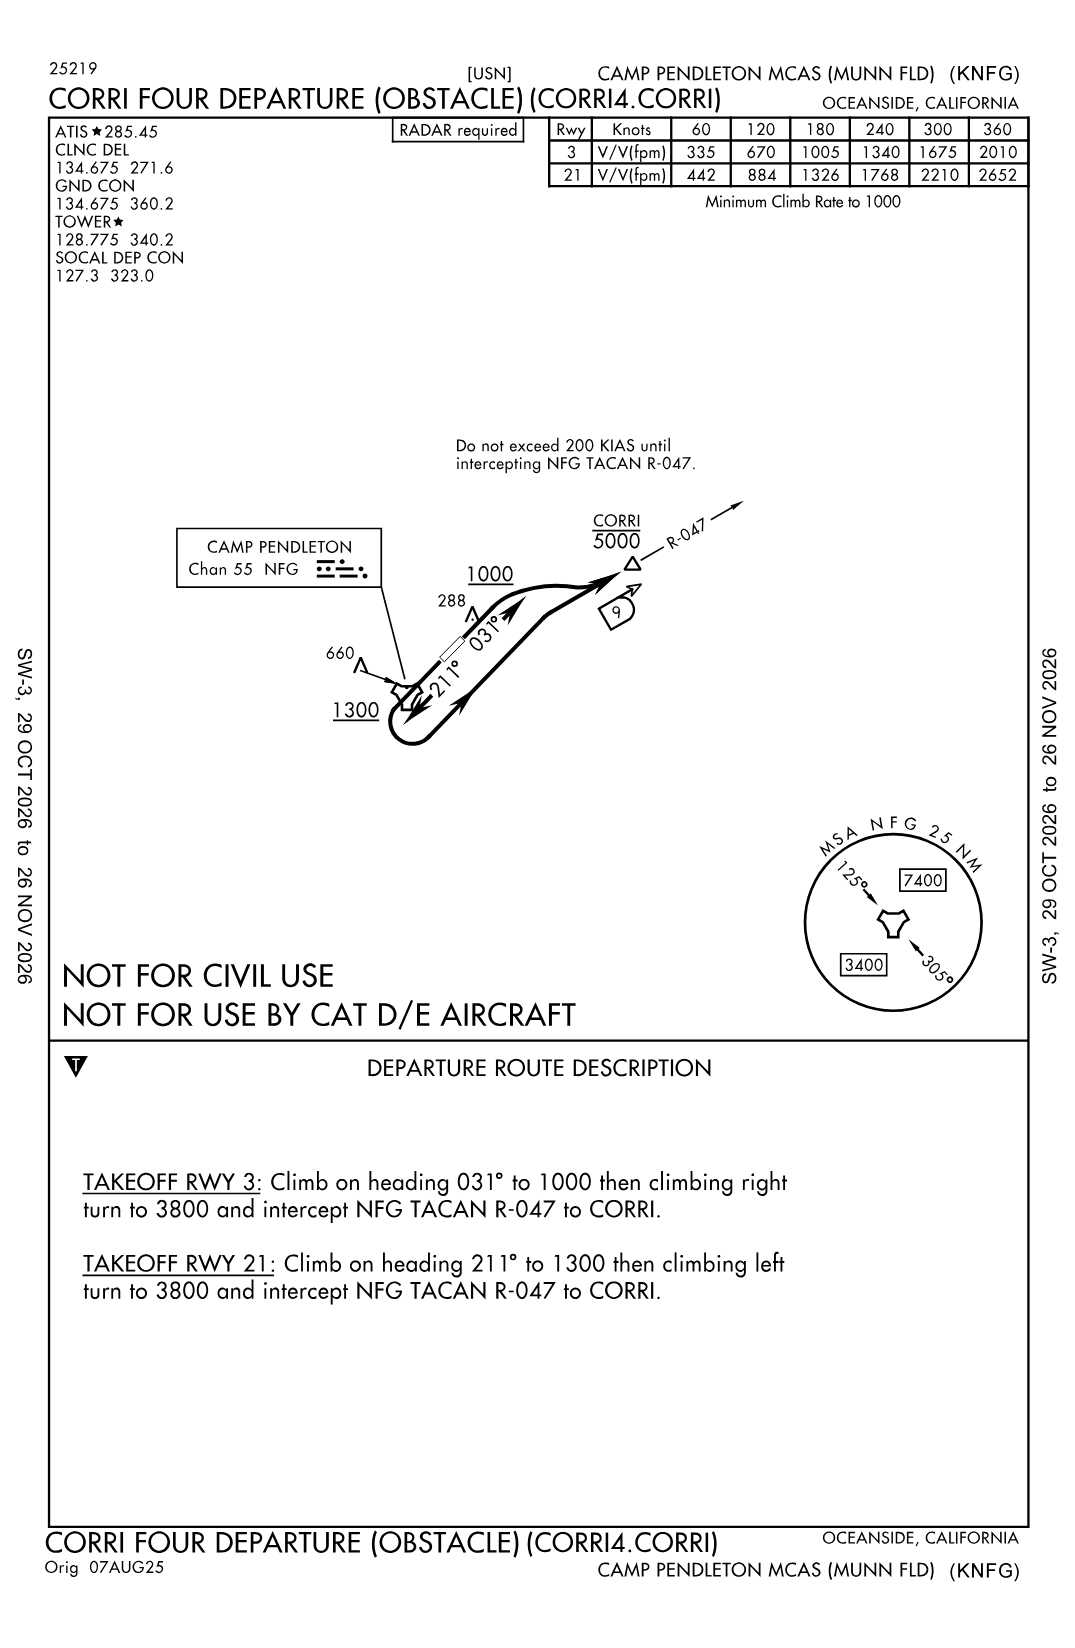 25219
[USN]
CAMP PENDLETON MCAS (MUNN FLD) (KNFG)
CORRI FOUR DEPARTURE (OBSTACLE) (CORRI4.CORRI)
OCEANSIDE, CALIFORNIA
ATIS ★ 285.45
CLNC DEL
134.675 271.6
GND CON
134.675 360.2
TOWER★
128.775 340.2
SOCAL DEP CON
127.3 323.0
RADAR required
Rwy Knots 60 120 180 240 300 360
3 V/V(fpm) 335 670 1005 1340 1675 2010
21 V/V(fpm) 442 884 1326 1768 2210 2652
Minimum Climb Rate to 1000
Do not exceed 200 KIAS until
intercepting NFG TACAN R-047.
CORRI
5000
R-047
CAMP PENDLETON
Chan 55 NFG
1000
288
031°
9
660
211°
1300
SW-3, 29 OCT 2026 to 26 NOV 2026
SW-3, 29 OCT 2026 to 26 NOV 2026
MSA NFG 25 NM
125°
7400
3400
305°
NOT FOR CIVIL USE
NOT FOR USE BY CAT D/E AIRCRAFT
T
DEPARTURE ROUTE DESCRIPTION
TAKEOFF RWY 3: Climb on heading 031° to 1000 then climbing right
turn to 3800 and intercept NFG TACAN R-047 to CORRI.
TAKEOFF RWY 21: Climb on heading 211° to 1300 then climbing left
turn to 3800 and intercept NFG TACAN R-047 to CORRI.
CORRI FOUR DEPARTURE (OBSTACLE) (CORRI4.CORRI)
OCEANSIDE, CALIFORNIA
Orig 07AUG25
CAMP PENDLETON MCAS (MUNN FLD) (KNFG)